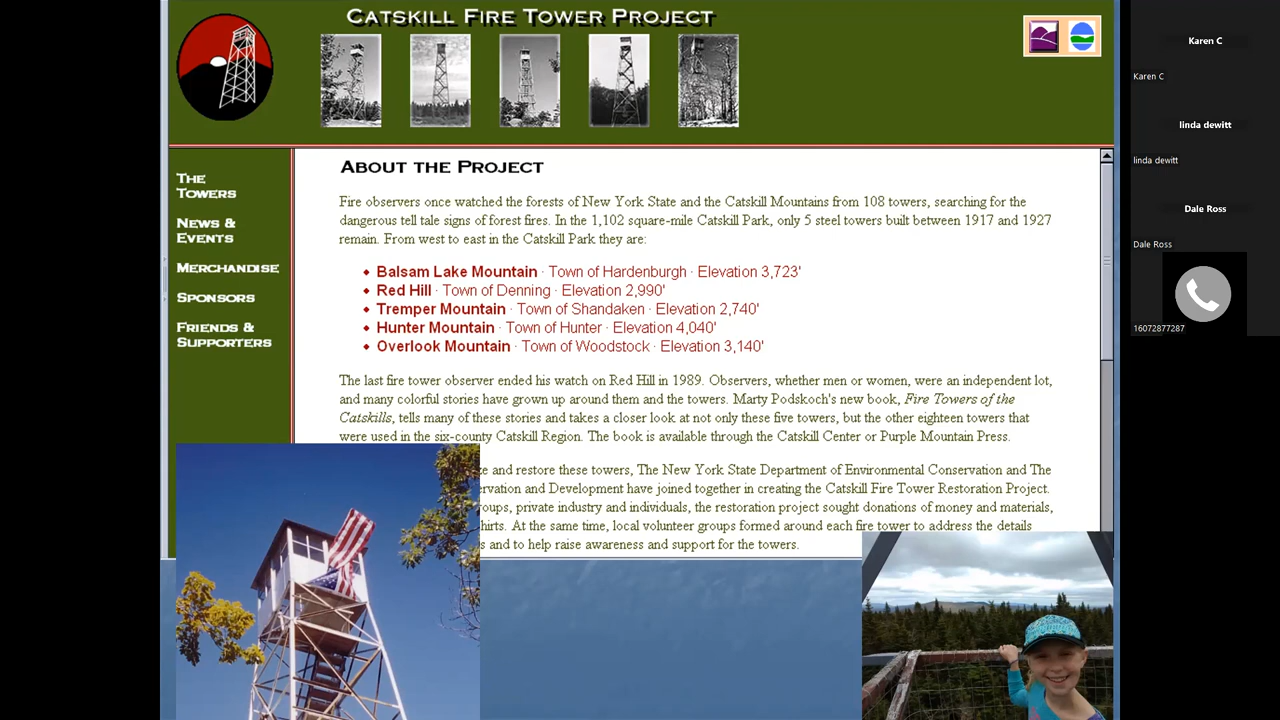 CATSKILL FIRE TOWER PROJECT
ABOUT THE PROJECT
THE
TOWERS
NEWS &
EVENTS
MERCHANDISE
SPONSORS
FRIENDS &
SUPPORTERS
Fire observers once watched the forests of New York State and the Catskill Mountains from 108 towers, searching for the
dangerous tell tale signs of forest fires. In the 1,102 square-mile Catskill Park, only 5 steel towers built between 1917 and 1927
remain. From west to east in the Catskill Park they are:
• Balsam Lake Mountain · Town of Hardenburgh · Elevation 3,723'
• Red Hill · Town of Denning · Elevation 2,990'
• Tremper Mountain · Town of Shandaken · Elevation 2,740'
• Hunter Mountain · Town of Hunter · Elevation 4,040'
• Overlook Mountain · Town of Woodstock · Elevation 3,140'
The last fire tower observer ended his watch on Red Hill in 1989. Observers, whether men or women, were an independent lot,
and many colorful stories have grown up around them and the towers. Marty Podskoch's new book, Fire Towers of the
Catskills, tells many of these stories and takes a closer look at not only these five towers, but the other eighteen towers that
were used in the six-county Catskill Region. The book is available through the Catskill Center or Purple Mountain Press.
and restore these towers, The New York State Department of Environmental Conservation and The
and Development have joined together in creating the Catskill Fire Tower Restoration Project.
private industry and individuals, the restoration project sought donations of money and materials,
At the same time, local volunteer groups formed around each fire tower to address the details
and to help raise awareness and support for the towers.
Karen C
Karen C
linda dewitt
linda dewitt
Dale Ross
Dale Ross
16072877287